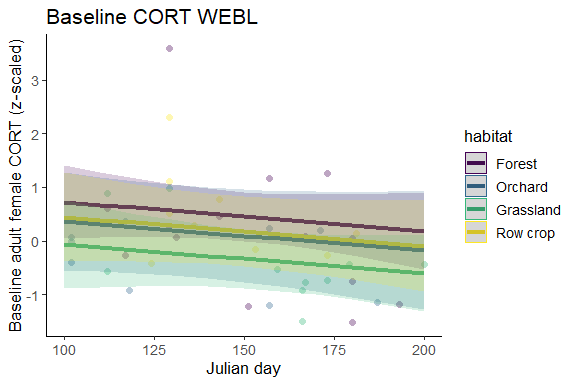 Baseline CORT WEBL
Baseline adult female CORT (z-scaled)
3
2
1
0
-1
100
125
150
175
200
Julian day
habitat
Forest
Orchard
Grassland
Row crop